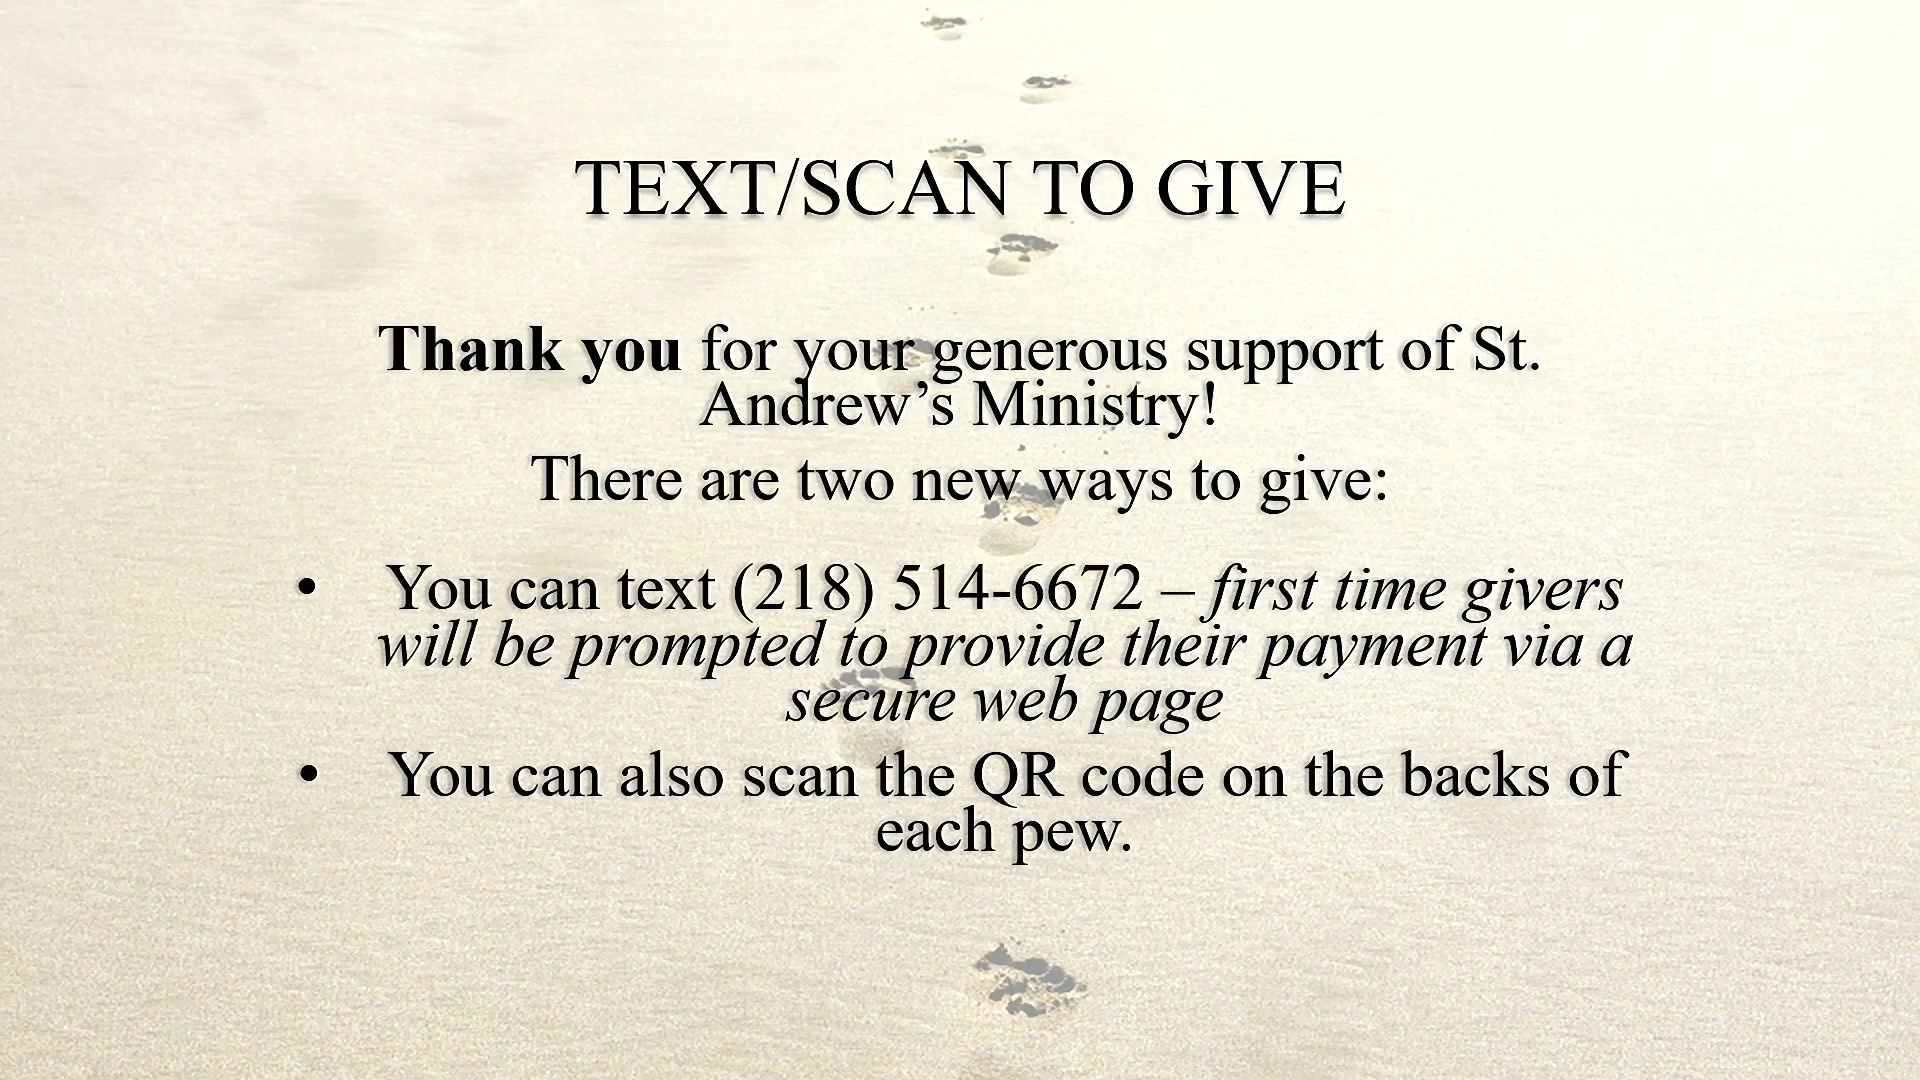 TEXT/SCAN TO GIVE
Thank you for your generous support of St.
Andrew’s Ministry!
There are two new ways to give:
• You can text (218) 514-6672 – first time givers
will be prompted to provide their payment via a
secure web page
• You can also scan the QR code on the backs of
each pew.